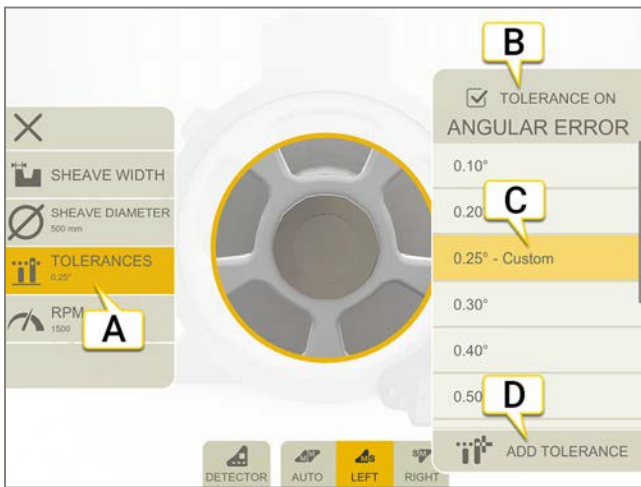 B
TOLERANCE ON
ANGULAR ERROR
SHEAVE WIDTH
SHEAVE DIAMETER
500 mm
TOLERANCES
0.25°
A
RPM
1500
0.10°
0.20°
C
0.25° - Custom
0.30°
0.40°
0.50
D
ADD TOLERANCE
DETECTOR
M M
AUTO
M S
LEFT
S M
RIGHT